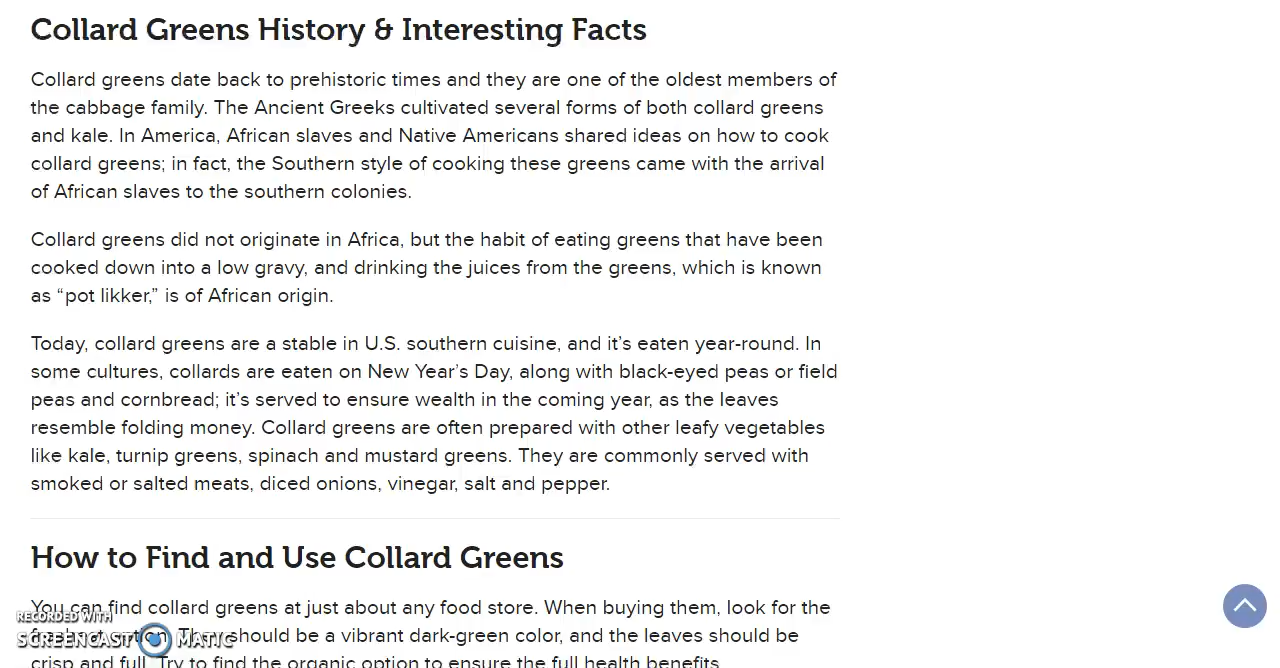 Collard Greens History & Interesting Facts
Collard greens date back to prehistoric times and they are one of the oldest members of
the cabbage family. The Ancient Greeks cultivated several forms of both collard greens
and kale. In America, African slaves and Native Americans shared ideas on how to cook
collard greens; in fact, the Southern style of cooking these greens came with the arrival
of African slaves to the southern colonies.
Collard greens did not originate in Africa, but the habit of eating greens that have been
cooked down into a low gravy, and drinking the juices from the greens, which is known
as “pot likker,” is of African origin.
Today, collard greens are a stable in U.S. southern cuisine, and it’s eaten year-round. In
some cultures, collards are eaten on New Year’s Day, along with black-eyed peas or field
peas and cornbread; it’s served to ensure wealth in the coming year, as the leaves
resemble folding money. Collard greens are often prepared with other leafy vegetables
like kale, turnip greens, spinach and mustard greens. They are commonly served with
smoked or salted meats, diced onions, vinegar, salt and pepper.
How to Find and Use Collard Greens
You can find collard greens at just about any food store. When buying them, look for the
should be a vibrant dark-green color, and the leaves should be
crisp and full. Try to find the organic option to ensure the full health benefits
RECORDED WITH
SCREENCAST MATIC